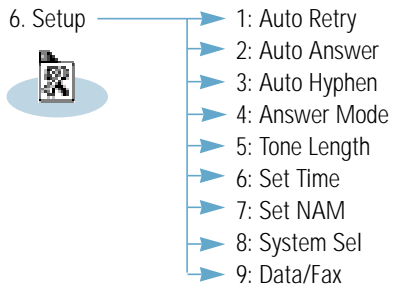 6. Setup
1: Auto Retry
2: Auto Answer
3: Auto Hyphen
4: Answer Mode
5: Tone Length
6: Set Time
7: Set NAM
8: System Sel
9: Data/Fax